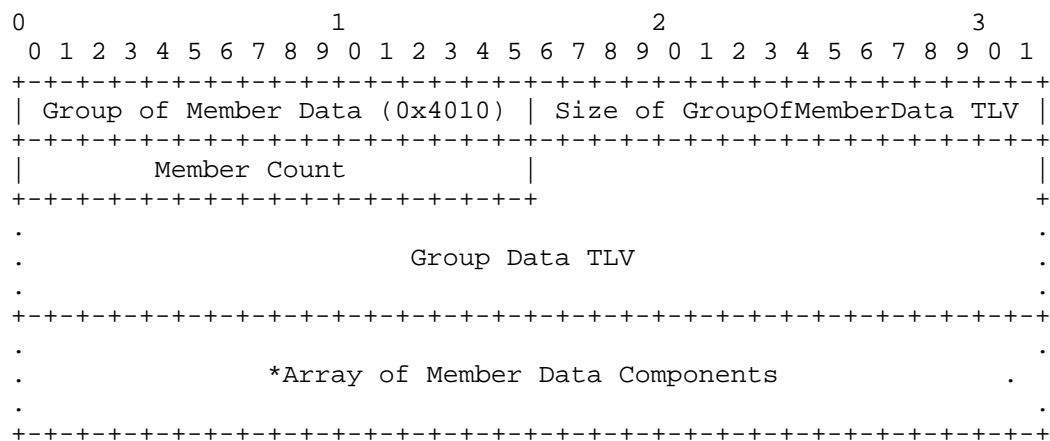 0                   1                   2                   3
 0 1 2 3 4 5 6 7 8 9 0 1 2 3 4 5 6 7 8 9 0 1 2 3 4 5 6 7 8 9 0 1
+-+-+-+-+-+-+-+-+-+-+-+-+-+-+-+-+-+-+-+-+-+-+-+-+-+-+-+-+-+-+-+-+
| Group of Member Data (0x4010) | Size of GroupOfMemberData TLV |
+-+-+-+-+-+-+-+-+-+-+-+-+-+-+-+-+-+-+-+-+-+-+-+-+-+-+-+-+-+-+-+-+
|        Member Count           |                               |
+-+-+-+-+-+-+-+-+-+-+-+-+-+-+-+-+                               +
.                                                               .
.                        Group Data TLV                         .
.                                                               .
+-+-+-+-+-+-+-+-+-+-+-+-+-+-+-+-+-+-+-+-+-+-+-+-+-+-+-+-+-+-+-+-+
.                                                               .
.               *Array of Member Data Components              .
.                                                               .
+-+-+-+-+-+-+-+-+-+-+-+-+-+-+-+-+-+-+-+-+-+-+-+-+-+-+-+-+-+-+-+-+